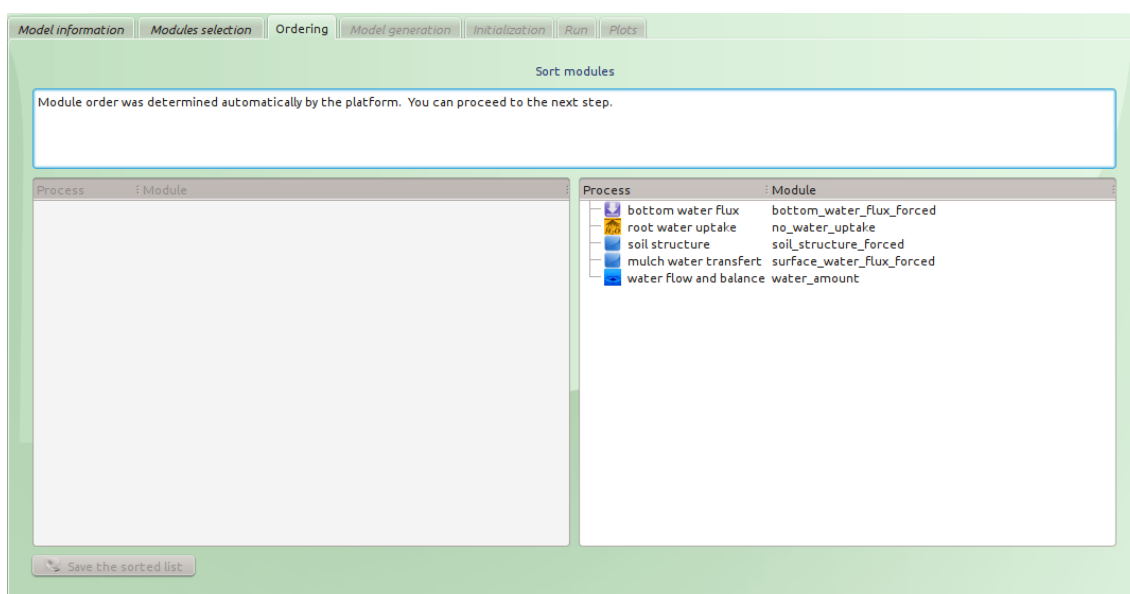 Model information Modules selection Ordering Model generation Initialization Run Plots
Sort modules
Module order was determined automatically by the platform. You can proceed to the next step.
Process Module
Process Module
bottom water flux bottom_water_flux_forced
root water uptake no_water_uptake
soil structure soil_structure_forced
mulch water transfert surface_water_flux_forced
water flow and balance water_amount
Save the sorted list